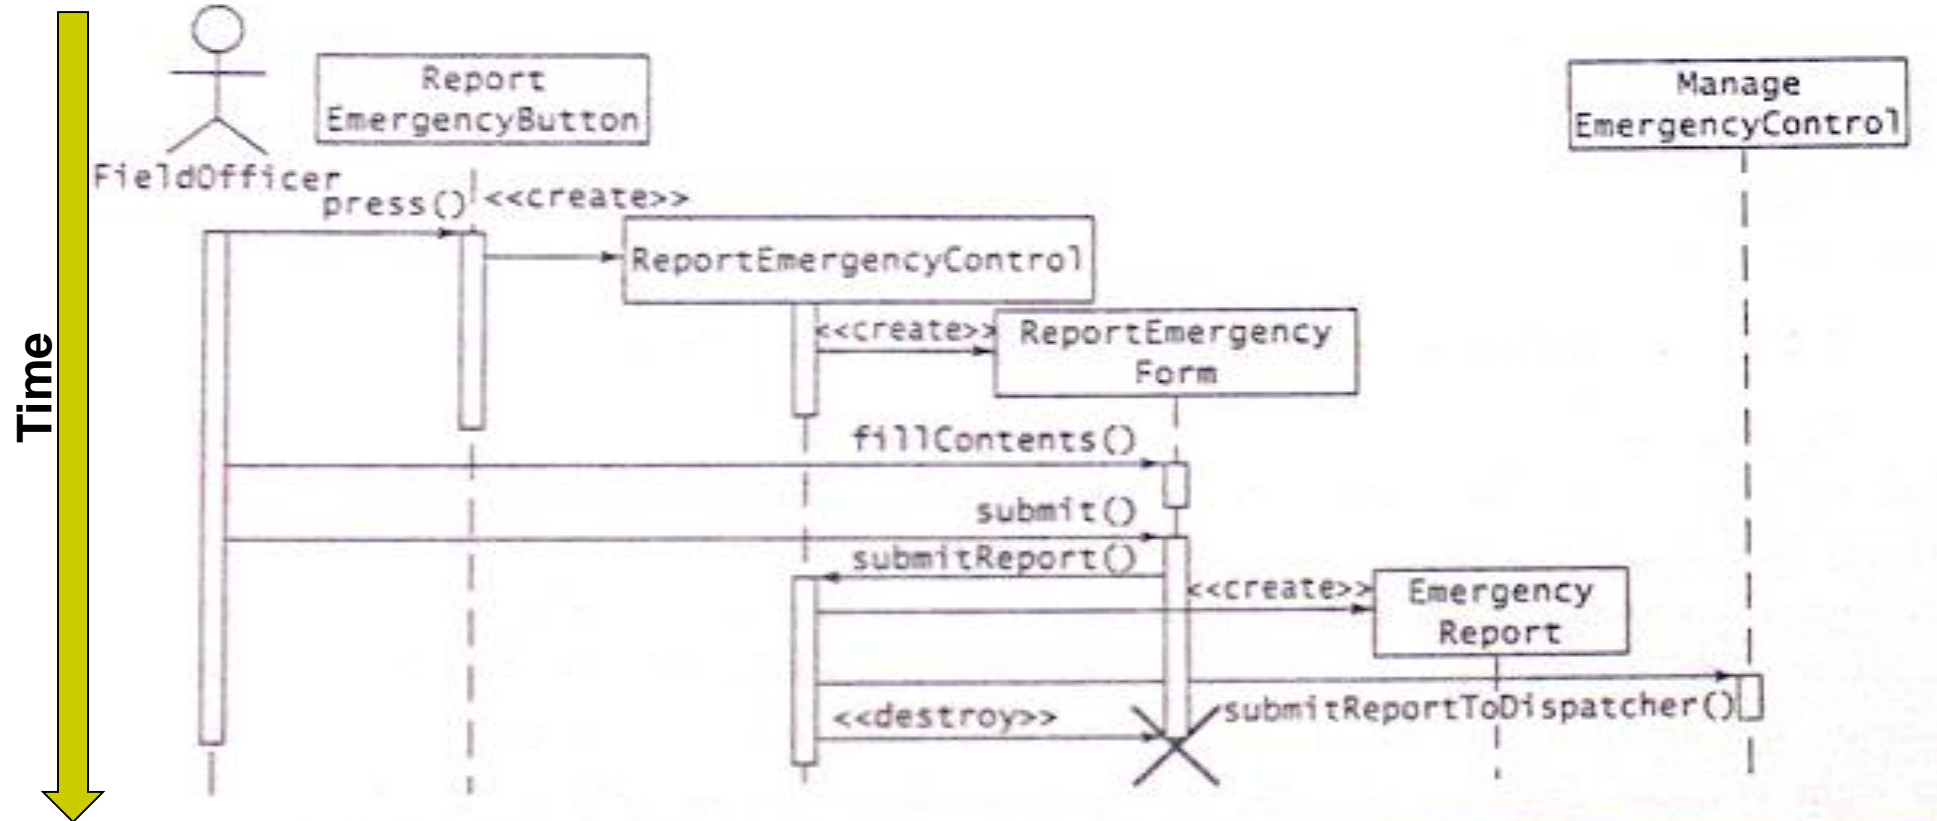 Time
Report
EmergencyButton
Manage
EmergencyControl
FieldOfficer
press()
<<create>>
ReportEmergencyControl
<<create>>
ReportEmergency
Form
fillContents()
submit()
submitReport()
<<create>>
Emergency
Report
submitReportToDispatcher()
<<destroy>>